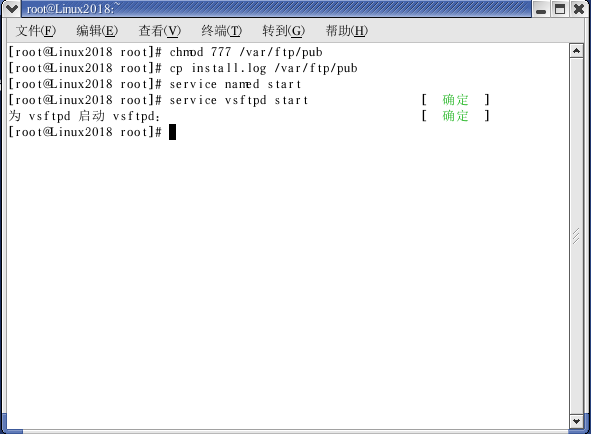 root@Linux2018:~
文件(F) 编辑(E) 查看(V) 终端(T) 转到(G) 帮助(H)
[root@Linux2018 root]# chmod 777 /var/ftp/pub
[root@Linux2018 root]# cp install.log /var/ftp/pub
[root@Linux2018 root]# service named start
[root@Linux2018 root]# service vsftpd start [ 确定 ]
为 vsftpd 启动 vsftpd: [ 确定 ]
[root@Linux2018 root]#